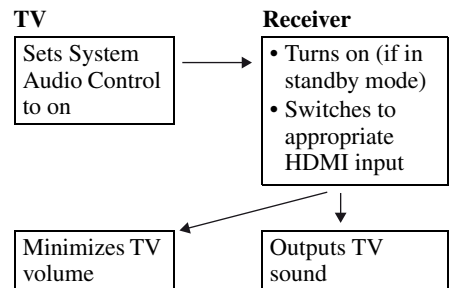 TV
Receiver
Sets System
Audio Control
to on
• Turns on (if in
standby mode)
• Switches to
appropriate
HDMI input
Minimizes TV
volume
Outputs TV
sound